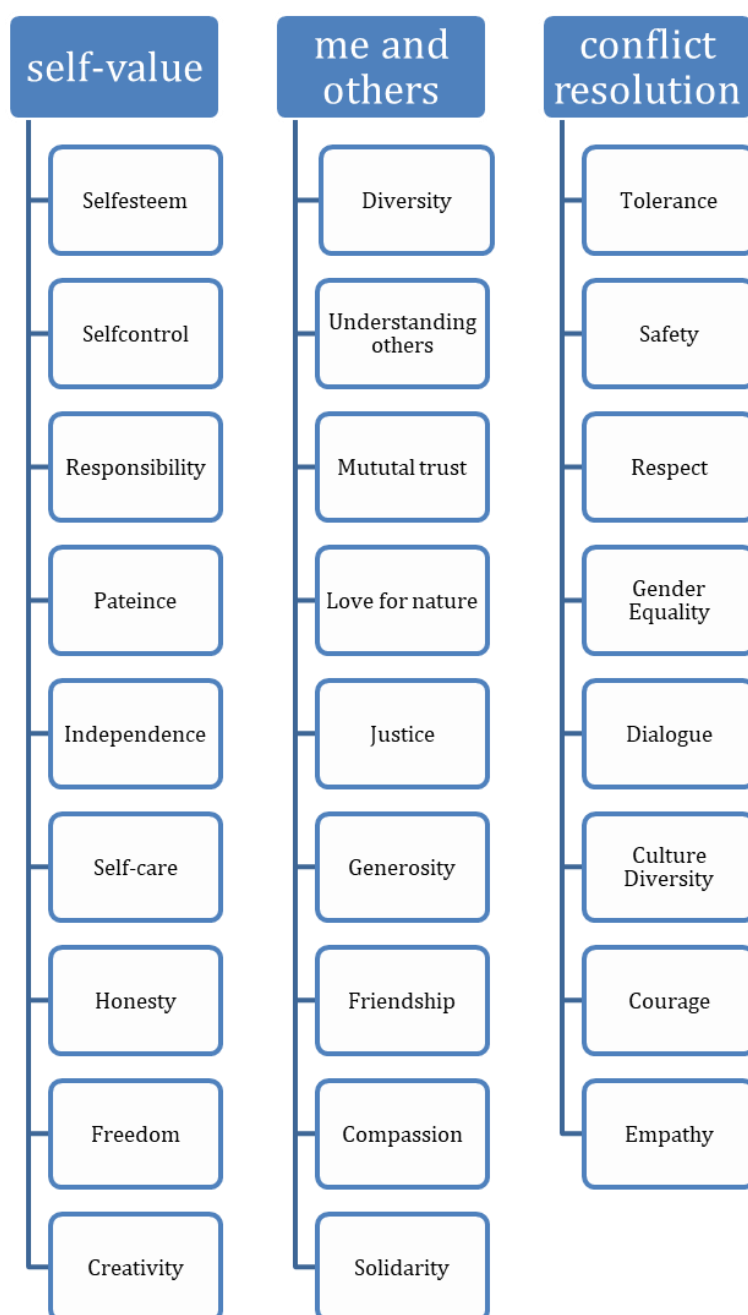 self-value
Selfesteem
Selfcontrol
Responsibility
Pateince
Independence
Self-care
Honesty
Freedom
Creativity
me and
others
Diversity
Understanding
others
Mututal trust
Love for nature
Justice
Generosity
Friendship
Compassion
Solidarity
conflict
resolution
Tolerance
Safety
Respect
Gender
Equality
Dialogue
Culture
Diversity
Courage
Empathy